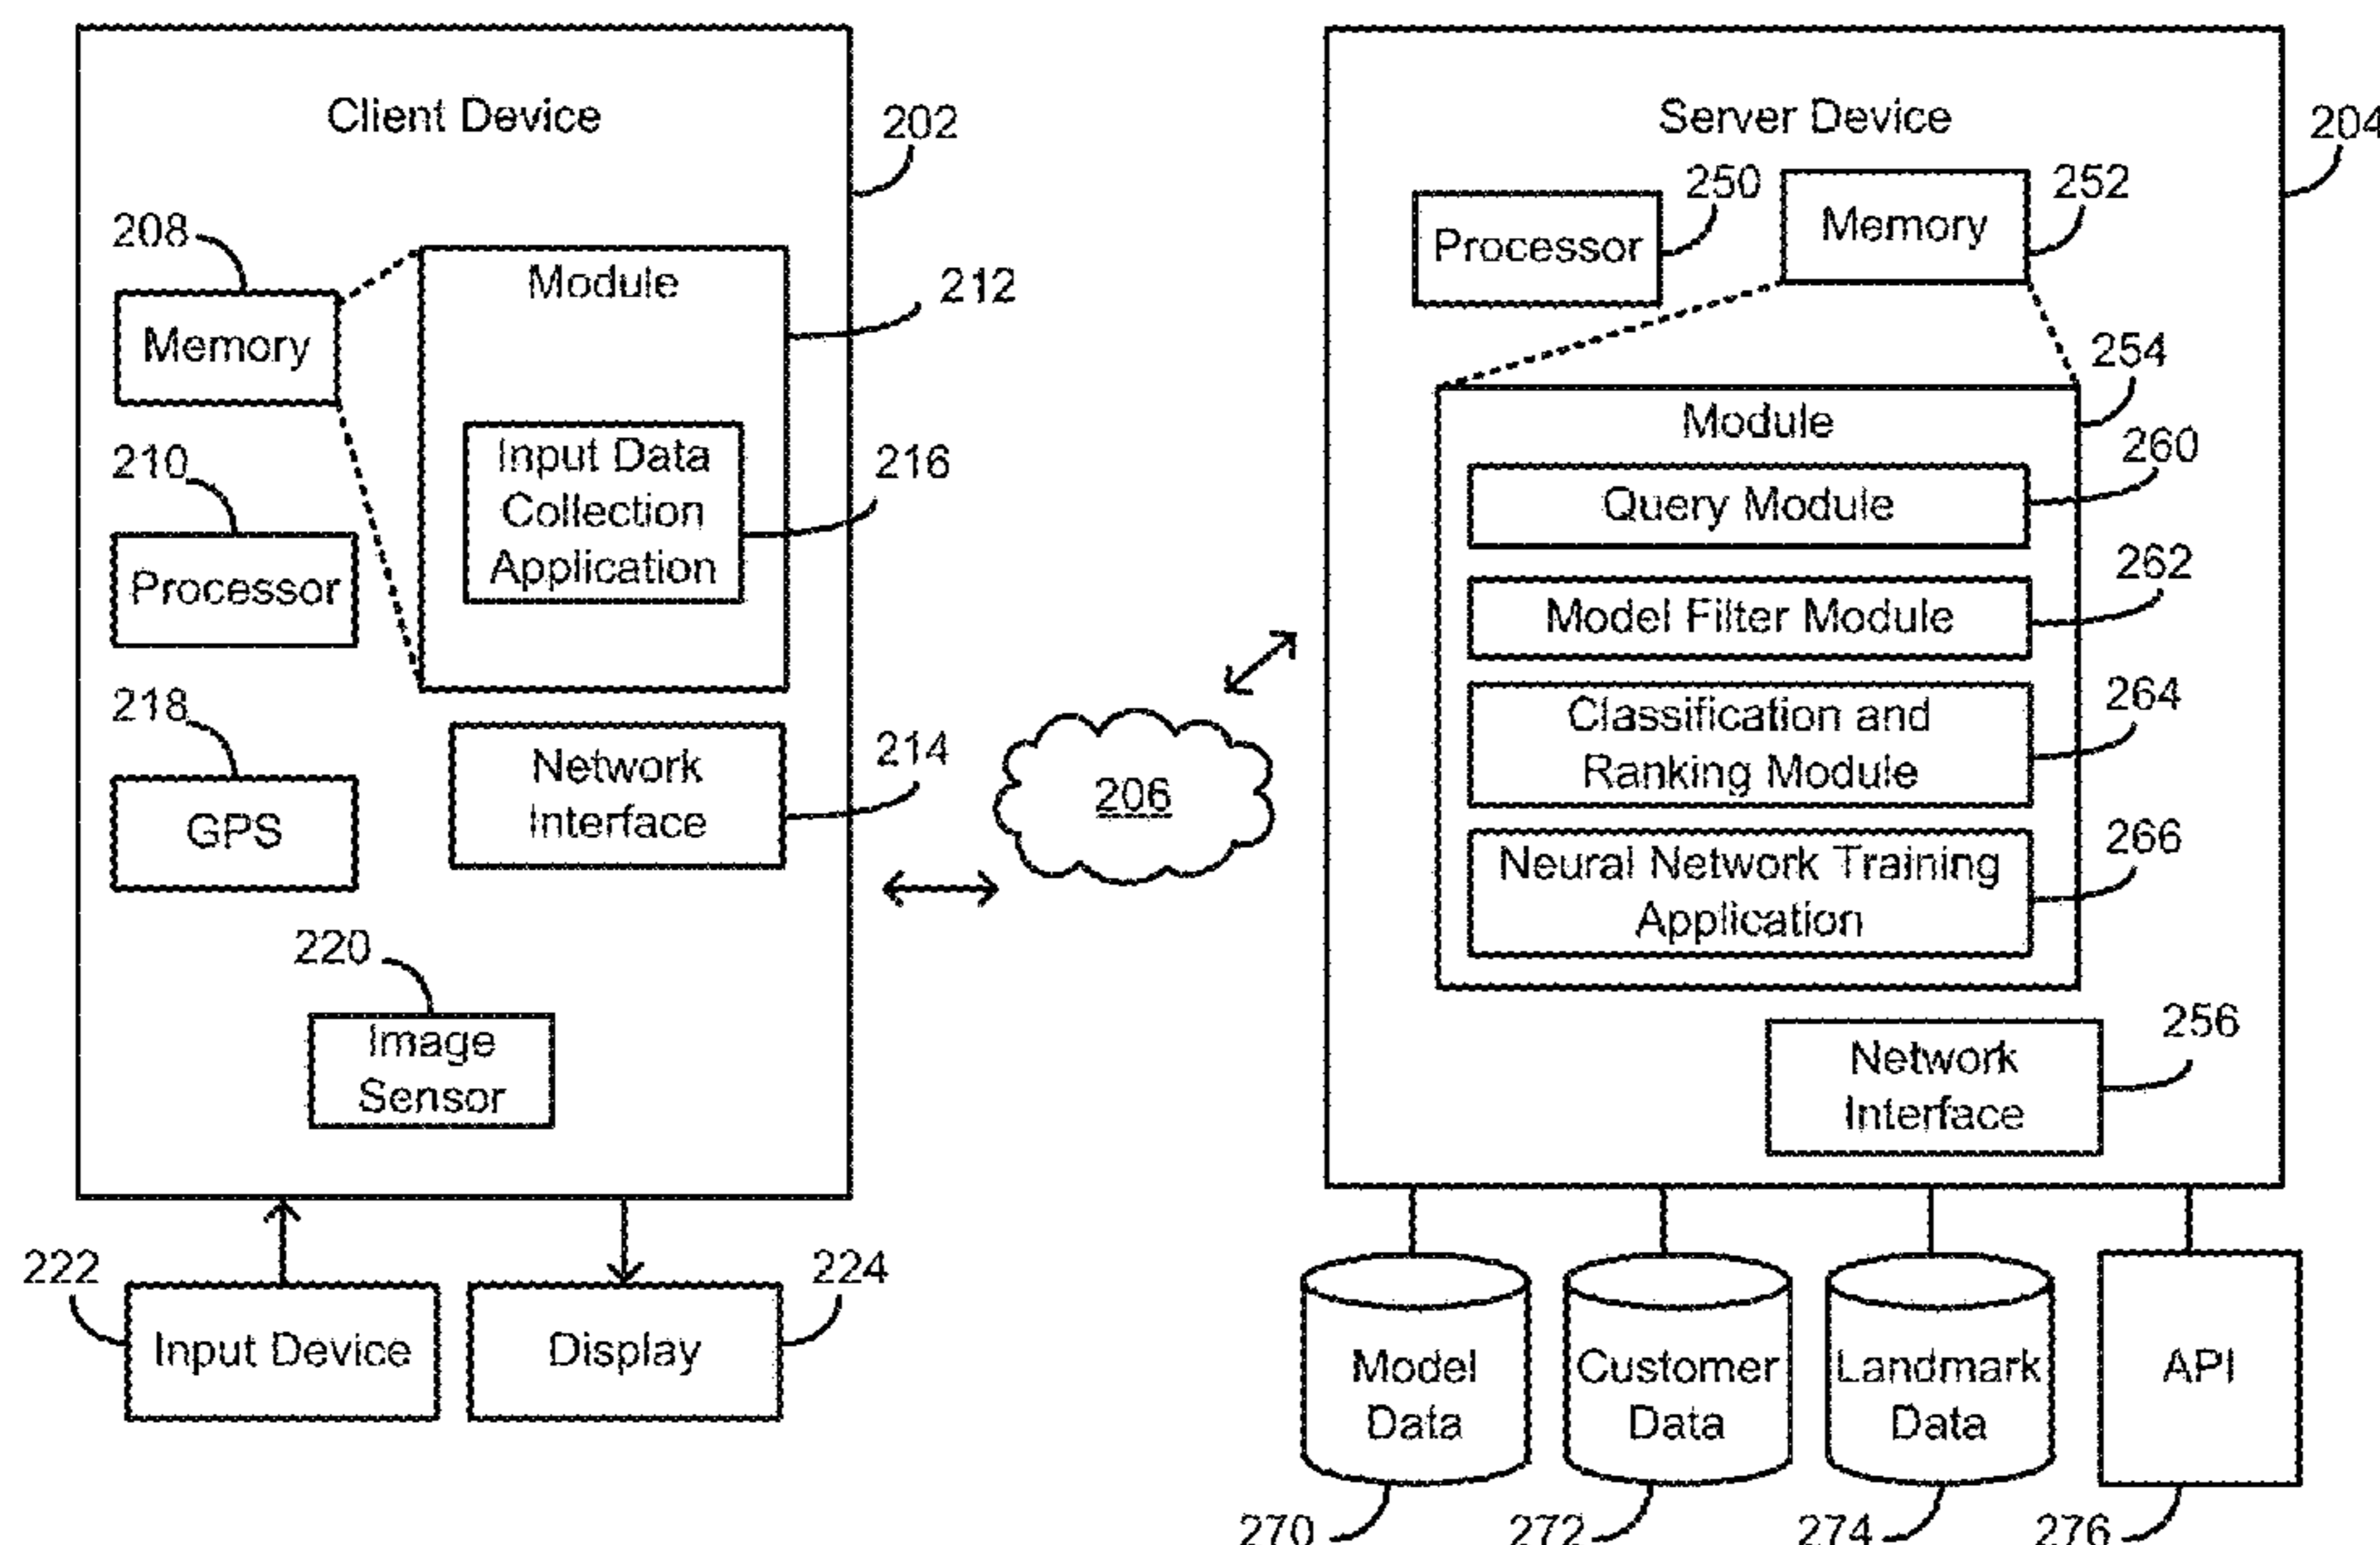 Client Device
202
208
Memory
Module
212
Input Data
Collection
Application
216
210
Processor
218
GPS
Network
Interface
214
220
Image
Sensor
222
Input Device
Display
224
206
Server Device
204
Processor
250
Memory
252
254
Module
260
Query Module
262
Model Filter Module
264
Classification and
Ranking Module
266
Neural Network Training
Application
256
Network
Interface
Model
Data
Customer
Data
Landmark
Data
API
270
272
274
276